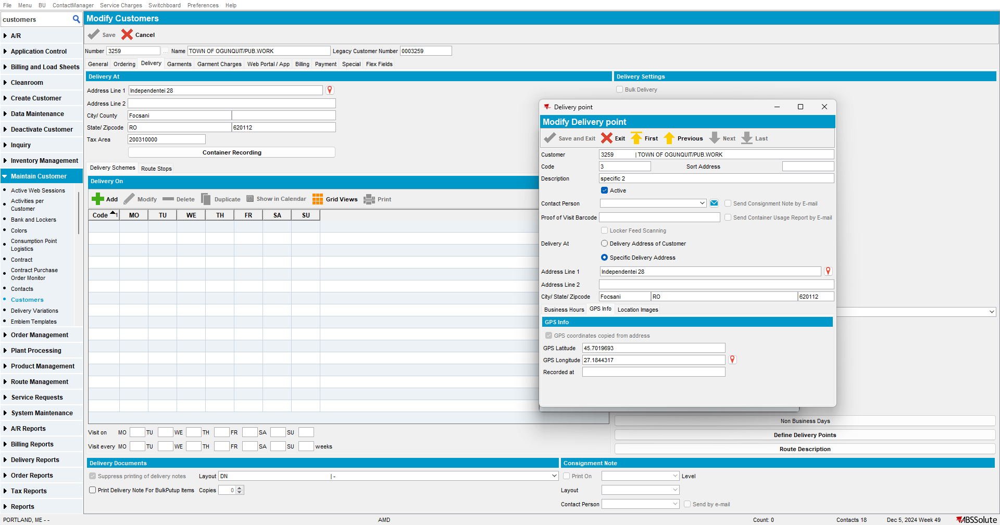 File Menu BU ContactManager Service Charges Switchboard Preferences Help
customers
Modify Customers
Save Cancel
Number 3259 ... Name TOWN OF OGUNQUIT/PUB.WORK Legacy Customer Number 0003259
General Ordering Delivery Garments Garment Charges Web Portal / App Billing Payment Special Flex Fields
A/R
Application Control
Billing and Load Sheets
Cleanroom
Create Customer
Data Maintenance
Deactivate Customer
Inquiry
Inventory Management
Maintain Customer
Active Web Sessions
Activities per
Customer
Bank and Lockers
Colors
Consumption Point
Logistics
Contract
Contract Purchase
Order Monitor
Contacts
Customers
Delivery Variations
Emblem Templates
Order Management
Plant Processing
Product Management
Route Management
Service Requests
System Maintenance
A/R Reports
Billing Reports
Delivery Reports
Order Reports
Tax Reports
Reports
Delivery At
Address Line 1 Independentei 28
Address Line 2
City/ County Focsani
State/ Zipcode RO 620112
Tax Area 200310000
Container Recording
Delivery Schemes Route Stops
Delivery On
Add Modify Delete Duplicate 16 Show in Calendar Grid Views Print
Code 1 MO TU WE TH FR SA SU
Visit on MO TU WE TH FR SA SU
Visit every MO TU WE TH FR SA SU weeks
Delivery Settings
Bulk Delivery
Delivery point
Modify Delivery point
Save and Exit Exit First Previous Next Last
Customer 3259 | TOWN OF OGUNQUIT/PUB.WORK
Code 3 Sort Address
Description specific 2
Active
Contact Person Send Consignment Note by E-mail
Proof of Visit Barcode Send Container Usage Report by E-mail
Locker Feed Scanning
Delivery At Delivery Address of Customer
Specific Delivery Address
Address Line 1 Independentei 28
Address Line 2
City/ State/ Zipcode Focsani RO 620112
Business Hours GPS Info Location Images
GPS Info
GPS coordinates copied from address
GPS Latitude 45.7019693
GPS Longitude 27.1844317
Recorded at
Non Business Days
Define Delivery Points
Route Description
Delivery Documents
Suppress printing of delivery notes Layout DN | -
Print Delivery Note For BulkPutup Items Copies 0
Consignment Note
Print On Level
Layout
Contact Person Send by e-mail
PORTLAND, ME - - AMD Count: 0 Contacts 18 Dec 5, 2024 Week 49 ABSSolute